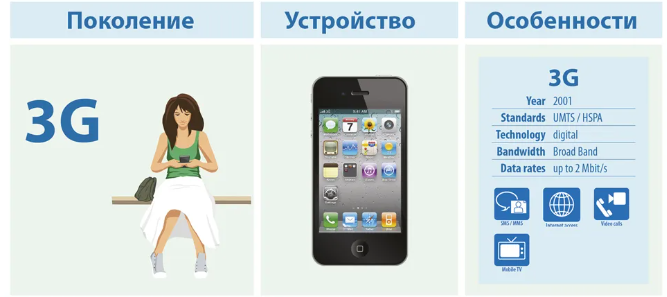 Поколение
Устройство
Особенности
3G
3G
Year 2001
Standards UMTS / HSPA
Technology digital
Bandwidth Broad Band
Data rates up to 2 Mbit/s
SMS / MMS
Internet access
Video calls
Mobile TV
7